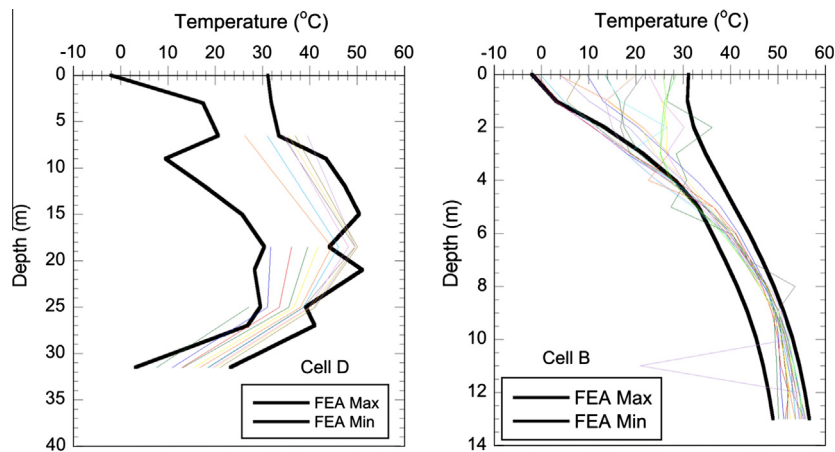 Temperature (°C)
-10 0 10 20 30 40 50 60
0
5
10
15
20
25
30
35
40
Depth (m)
Cell D
FEA Max
FEA Min
Temperature (°C)
-10 0 10 20 30 40 50 60
0
2
4
6
8
10
12
14
Depth (m)
Cell B
FEA Max
FEA Min